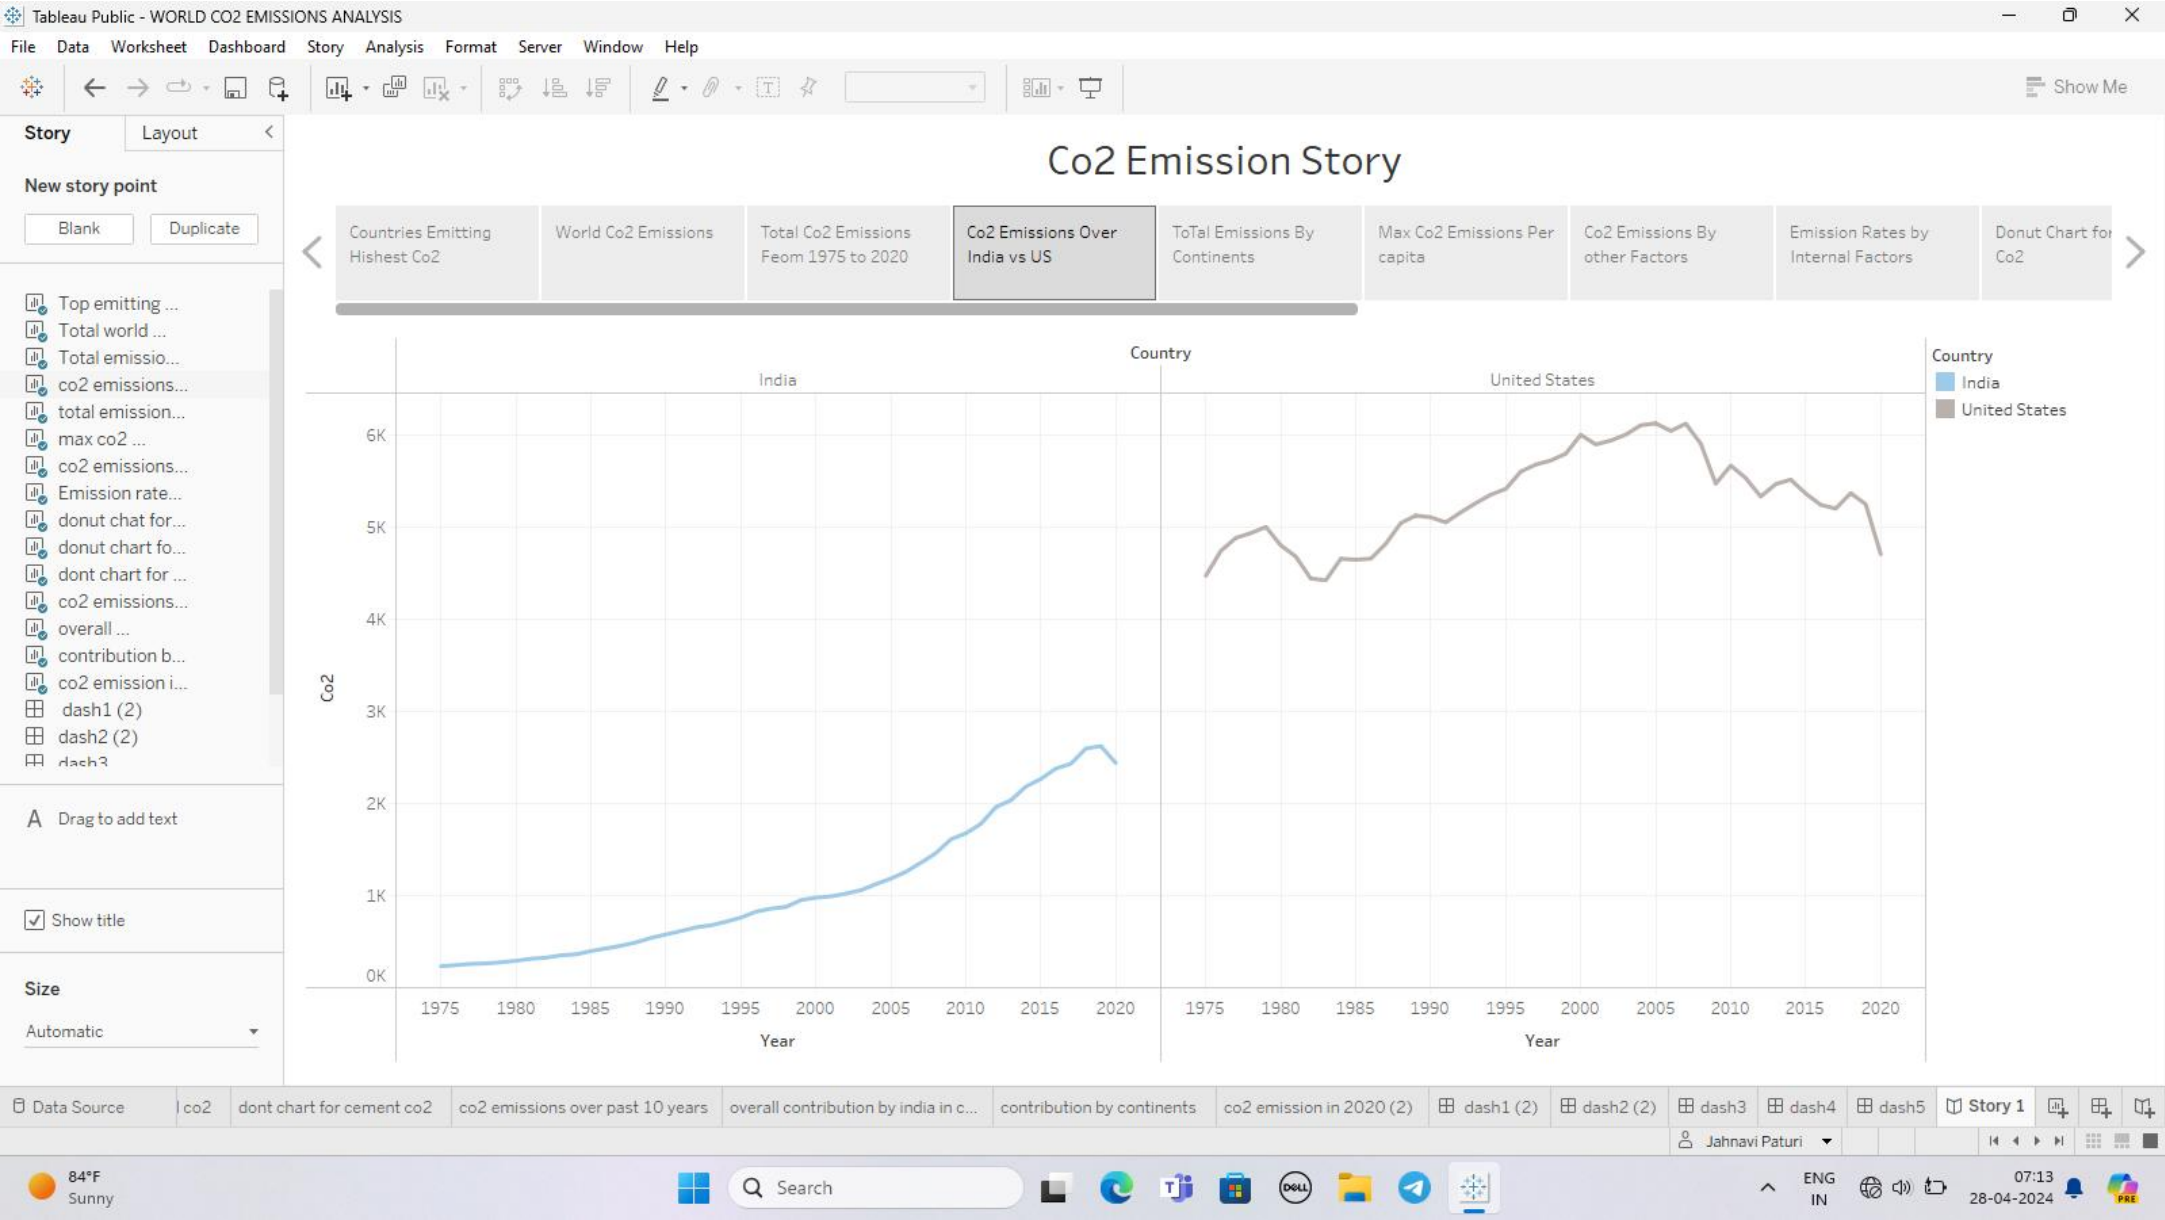 Tableau Public - WORLD CO2 EMISSIONS ANALYSIS
File Data Worksheet Dashboard Story Analysis Format Server Window Help
Show Me
Story Layout
New story point
Blank Duplicate
Top emitting ...
Total world ...
Total emissio...
co2 emissions...
total emission...
max co2 ...
co2 emissions...
Emission rate...
donut chat for...
donut chart fo...
dont chart for ...
co2 emissions...
overall ...
contribution b...
co2 emission i...
dash1 (2)
dash2 (2)
dash3
A Drag to add text
Show title
Size
Automatic
Co2 Emission Story
Countries Emitting
Hishest Co2
World Co2 Emissions
Total Co2 Emissions
Feom 1975 to 2020
Co2 Emissions Over
India vs US
ToTal Emissions By
Continents
Max Co2 Emissions Per
capita
Co2 Emissions By
other Factors
Emission Rates by
Internal Factors
Donut Chart for
Co2
Country
India United States
6K
5K
4K
3K
2K
1K
0K
Co2
1975 1980 1985 1990 1995 2000 2005 2010 2015 2020 1975 1980 1985 1990 1995 2000 2005 2010 2015 2020
Year Year
Country
India
United States
Data Source l co2 dont chart for cement co2 co2 emissions over past 10 years overall contribution by india in c... contribution by continents co2 emission in 2020 (2) dash1 (2) dash2 (2) dash3 dash4 dash5 Story 1
Jahnavi Paturi
84°F
Sunny
Search
DELL
ENG
IN
07:13
28-04-2024
PRE